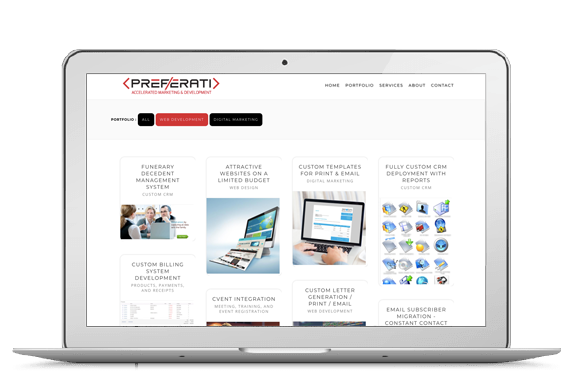 <PREF/ERATI>
ACCELERATED MARKETING & DEVELOPMENT
HOME PORTFOLIO SERVICES ABOUT CONTACT
PORTFOLIO : ALL WEB DEVELOPMENT DIGITAL MARKETING
FUNERARY
DECEDENT
MANAGEMENT
SYSTEM
CUSTOM CRM
CUSTOM BILLING
SYSTEM
DEVELOPMENT
PRODUCTS, PAYMENTS,
AND RECEIPTS
ATTRACTIVE
WEBSITES ON A
LIMITED BUDGET
WEB DESIGN
CVENT INTEGRATION
MEETING, TRAINING, AND
EVENT REGISTRATION
CUSTOM TEMPLATES
FOR PRINT & EMAIL
DIGITAL MARKETING
CUSTOM LETTER
GENERATION /
PRINT / EMAIL
WEB DEVELOPMENT
FULLY CUSTOM CRM
DEPLOYMENT WITH
REPORTS
CUSTOM CRM
EMAIL SUBSCRIBER
MIGRATION -
CONSTANT CONTACT